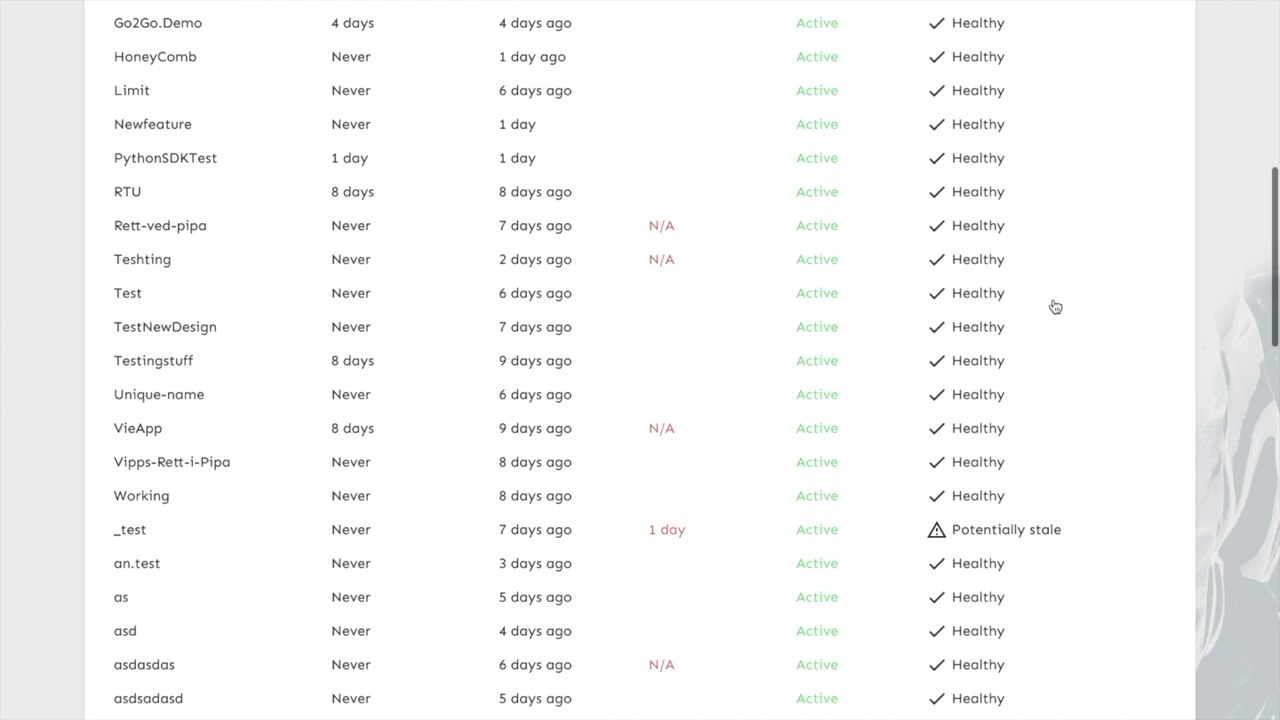 Go2Go.Demo 4 days 4 days ago Active Healthy
HoneyComb Never 1 day ago Active Healthy
Limit Never 6 days ago Active Healthy
Newfeature Never 1 day Active Healthy
PythonSDKTest 1 day 1 day Active Healthy
RTU 8 days 8 days ago Active Healthy
Rett-ved-pipa Never 7 days ago N/A Active Healthy
Teshting Never 2 days ago N/A Active Healthy
Test Never 6 days ago Active Healthy
TestNewDesign Never 7 days ago Active Healthy
Testingstuff 8 days 9 days ago Active Healthy
Unique-name Never 6 days ago Active Healthy
VieApp 8 days 9 days ago N/A Active Healthy
Vipps-Rett-i-Pipa Never 8 days ago Active Healthy
Working Never 8 days ago Active Healthy
_test Never 7 days ago 1 day Active Potentially stale
an.test Never 3 days ago Active Healthy
as Never 5 days ago Active Healthy
asd Never 4 days ago Active Healthy
asdasdas Never 6 days ago N/A Active Healthy
asdsadasd Never 5 days ago Active Healthy